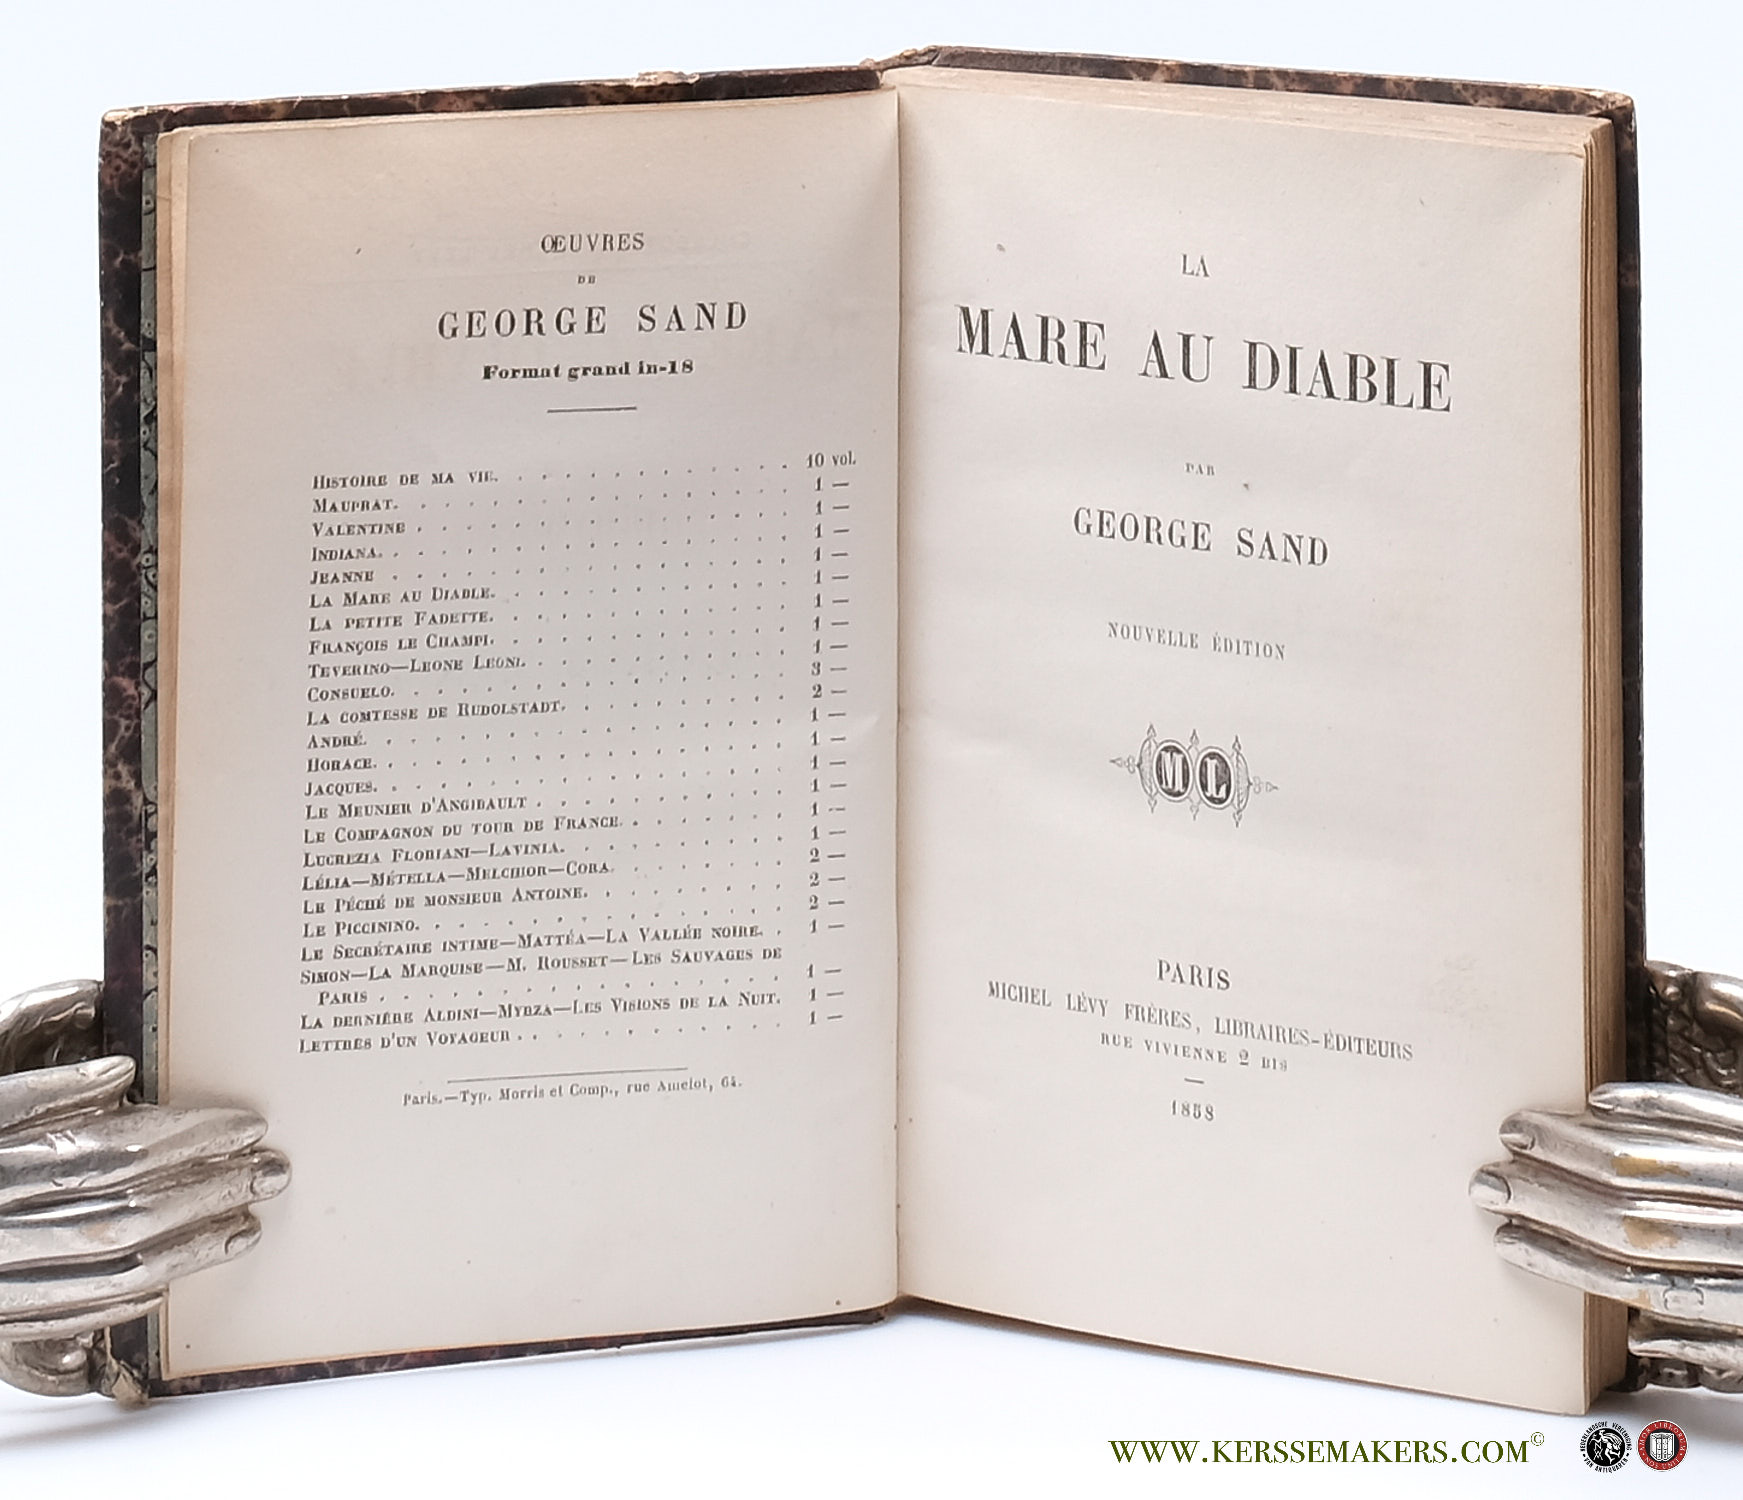 ŒUVRES
DE
GEORGE SAND
Format grand in-18
HISTOIRE DE MA VIE. . . . . . . . . . . . . 10 vol.
MAUPRAT. . . . . . . . . . . . . . . . . 1 —
VALENTINE . . . . . . . . . . . . . . . . 1 —
INDIANA. . . . . . . . . . . . . . . . . 1 —
JEANNE . . . . . . . . . . . . . . . . . 1 —
LA MARE AU DIABLE. . . . . . . . . . . . . 1 —
LA PETITE FADETTE. . . . . . . . . . . . . 1 —
FRANÇOIS LE CHAMPI. . . . . . . . . . . . . 1 —
TEVERINO—LEONE LEONI. . . . . . . . . . . . 1 —
CONSUELO. . . . . . . . . . . . . . . . . 3 —
LA COMTESSE DE RUDOLSTADT. . . . . . . . . . 2 —
ANDRÉ. . . . . . . . . . . . . . . . . . 1 —
HORACE. . . . . . . . . . . . . . . . . . 1 —
JACQUES. . . . . . . . . . . . . . . . . 1 —
LE MEUNIER D'ANGIBAULT . . . . . . . . . . . 1 —
LE COMPAGNON DU TOUR DE FRANCE. . . . . . . . 1 —
LUCREZIA FLORIANI—LAVINIA. . . . . . . . . . 1 —
LÉLIA—MÉTELLA—MELCHIOR—CORA. . . . . . . . . 2 —
LE PÉCHÉ DE MONSIEUR ANTOINE. . . . . . . . . 2 —
LE PICCININO. . . . . . . . . . . . . . . 2 —
LE SECRÉTAIRE INTIME—MATTÉA—LA VALLÉE NOIRE. . 1 —
SIMON—LA MARQUISE—M. ROUSSET—LES SAUVAGES DE
PARIS . . . . . . . . . . . . . . . . . 1 —
LA DERNIÈRE ALDINI—MYRZA—LES VISIONS DE LA NUIT. 1 —
LETTRES D'UN VOYAGEUR . . . . . . . . . . . 1 —
Paris.—Typ. Morris et Comp., rue Amelot, 64.
LA
MARE AU DIABLE
PAR
GEORGE SAND
NOUVELLE ÉDITION
ML
PARIS
MICHEL LÉVY FRÈRES, LIBRAIRES-ÉDITEURS
RUE VIVIENNE 2 BIS
1858
WWW.KERSSEMAKERS.COM©
NEDERLANDSCHE VEREENIGING
VAN ANTIQUAREN
AMOR LIBRORUM